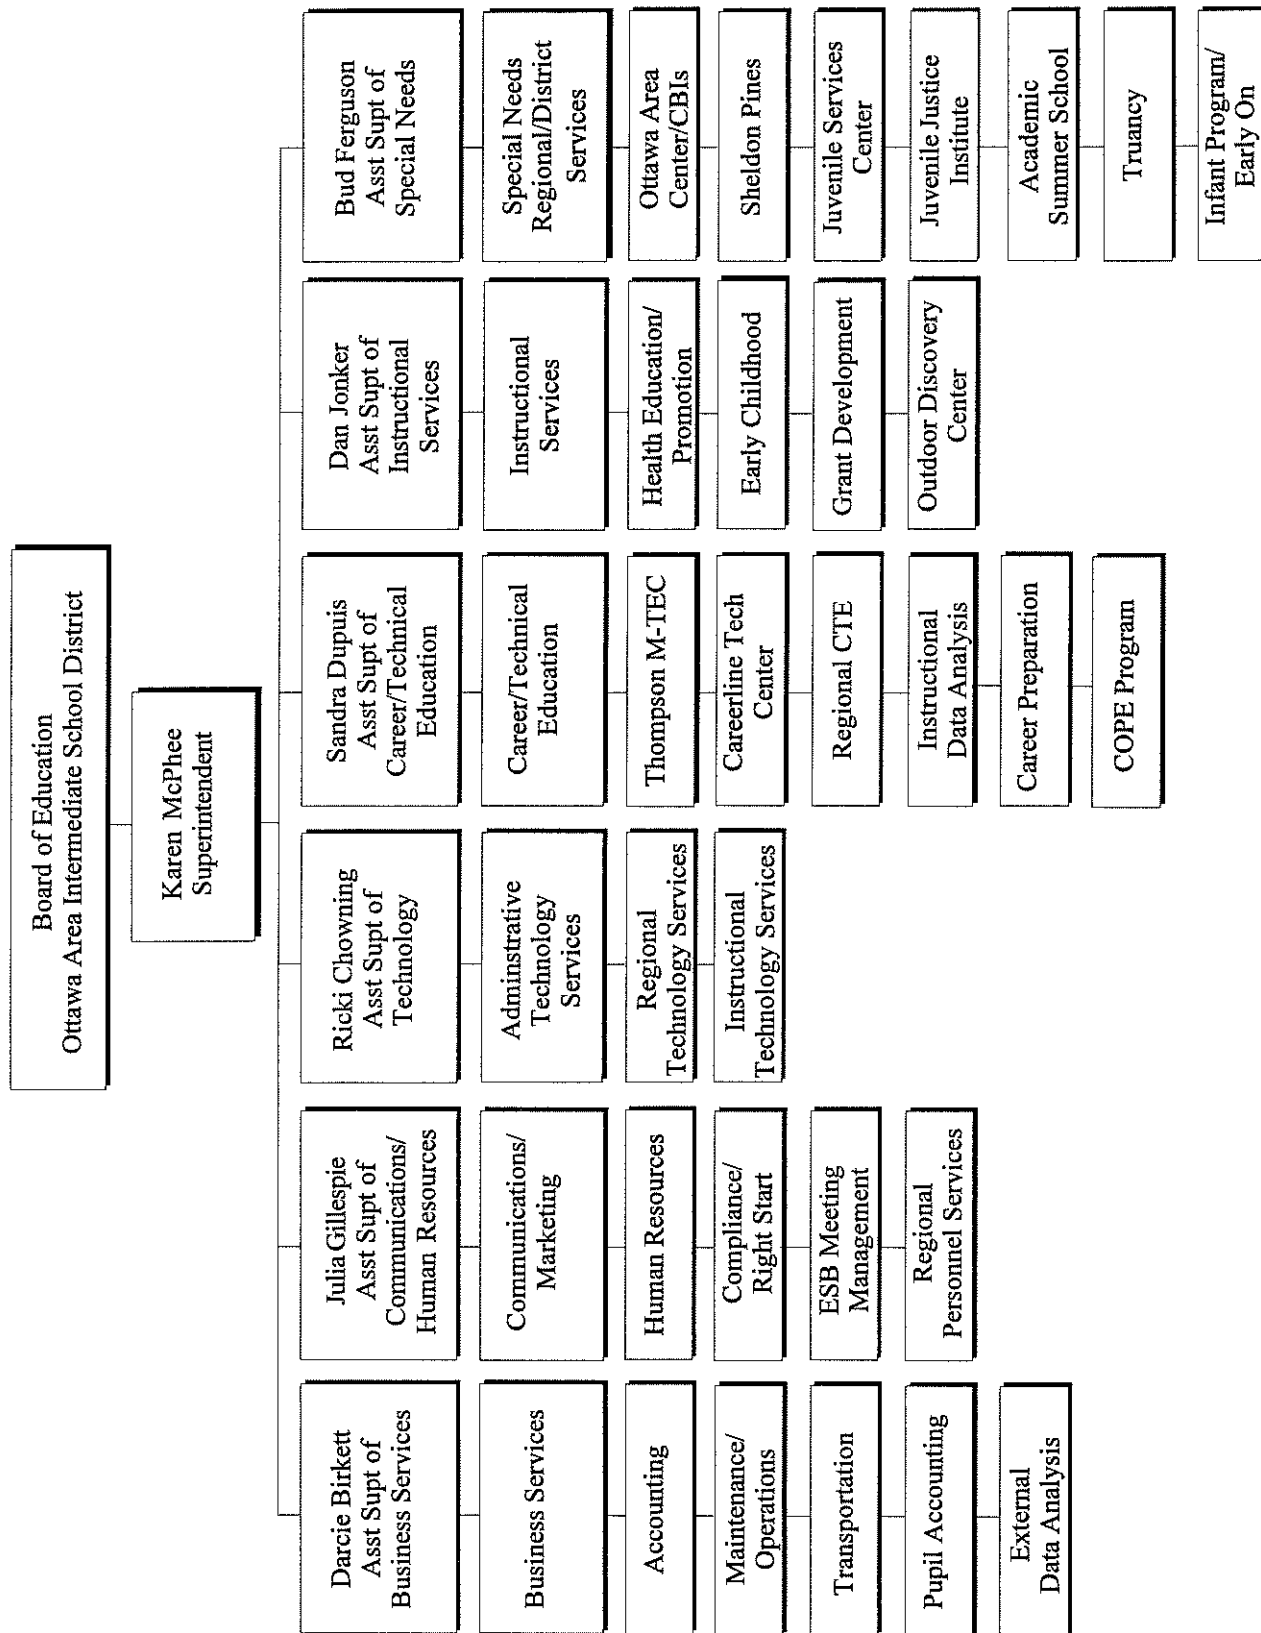 Board of Education
Ottawa Area Intermediate School District
Karen McPhee
Superintendent
Darcie Birkett
Asst Supt of
Business Services
Business Services
Accounting
Maintenance/
Operations
Transportation
Pupil Accounting
External
Data Analysis
Julia Gillespie
Asst Supt of
Communications/
Human Resources
Communications/
Marketing
Human Resources
Compliance/
Right Start
ESB Meeting
Management
Regional
Personnel Services
Ricki Chowning
Asst Supt of
Technology
Adminstrative
Technology
Services
Regional
Technology Services
Instructional
Technology Services
Sandra Dupuis
Asst Supt of
Career/Technical
Education
Career/Technical
Education
Thompson M-TEC
Careerline Tech
Center
Regional CTE
Instructional
Data Analysis
Career Preparation
COPE Program
Dan Jonker
Asst Supt of
Instructional
Services
Instructional
Services
Health Education/
Promotion
Early Childhood
Grant Development
Outdoor Discovery
Center
Bud Ferguson
Asst Supt of
Special Needs
Special Needs
Regional/District
Services
Ottawa Area
Center/CBIs
Sheldon Pines
Juvenile Services
Center
Juvenile Justice
Institute
Academic
Summer School
Truancy
Infant Program/
Early On